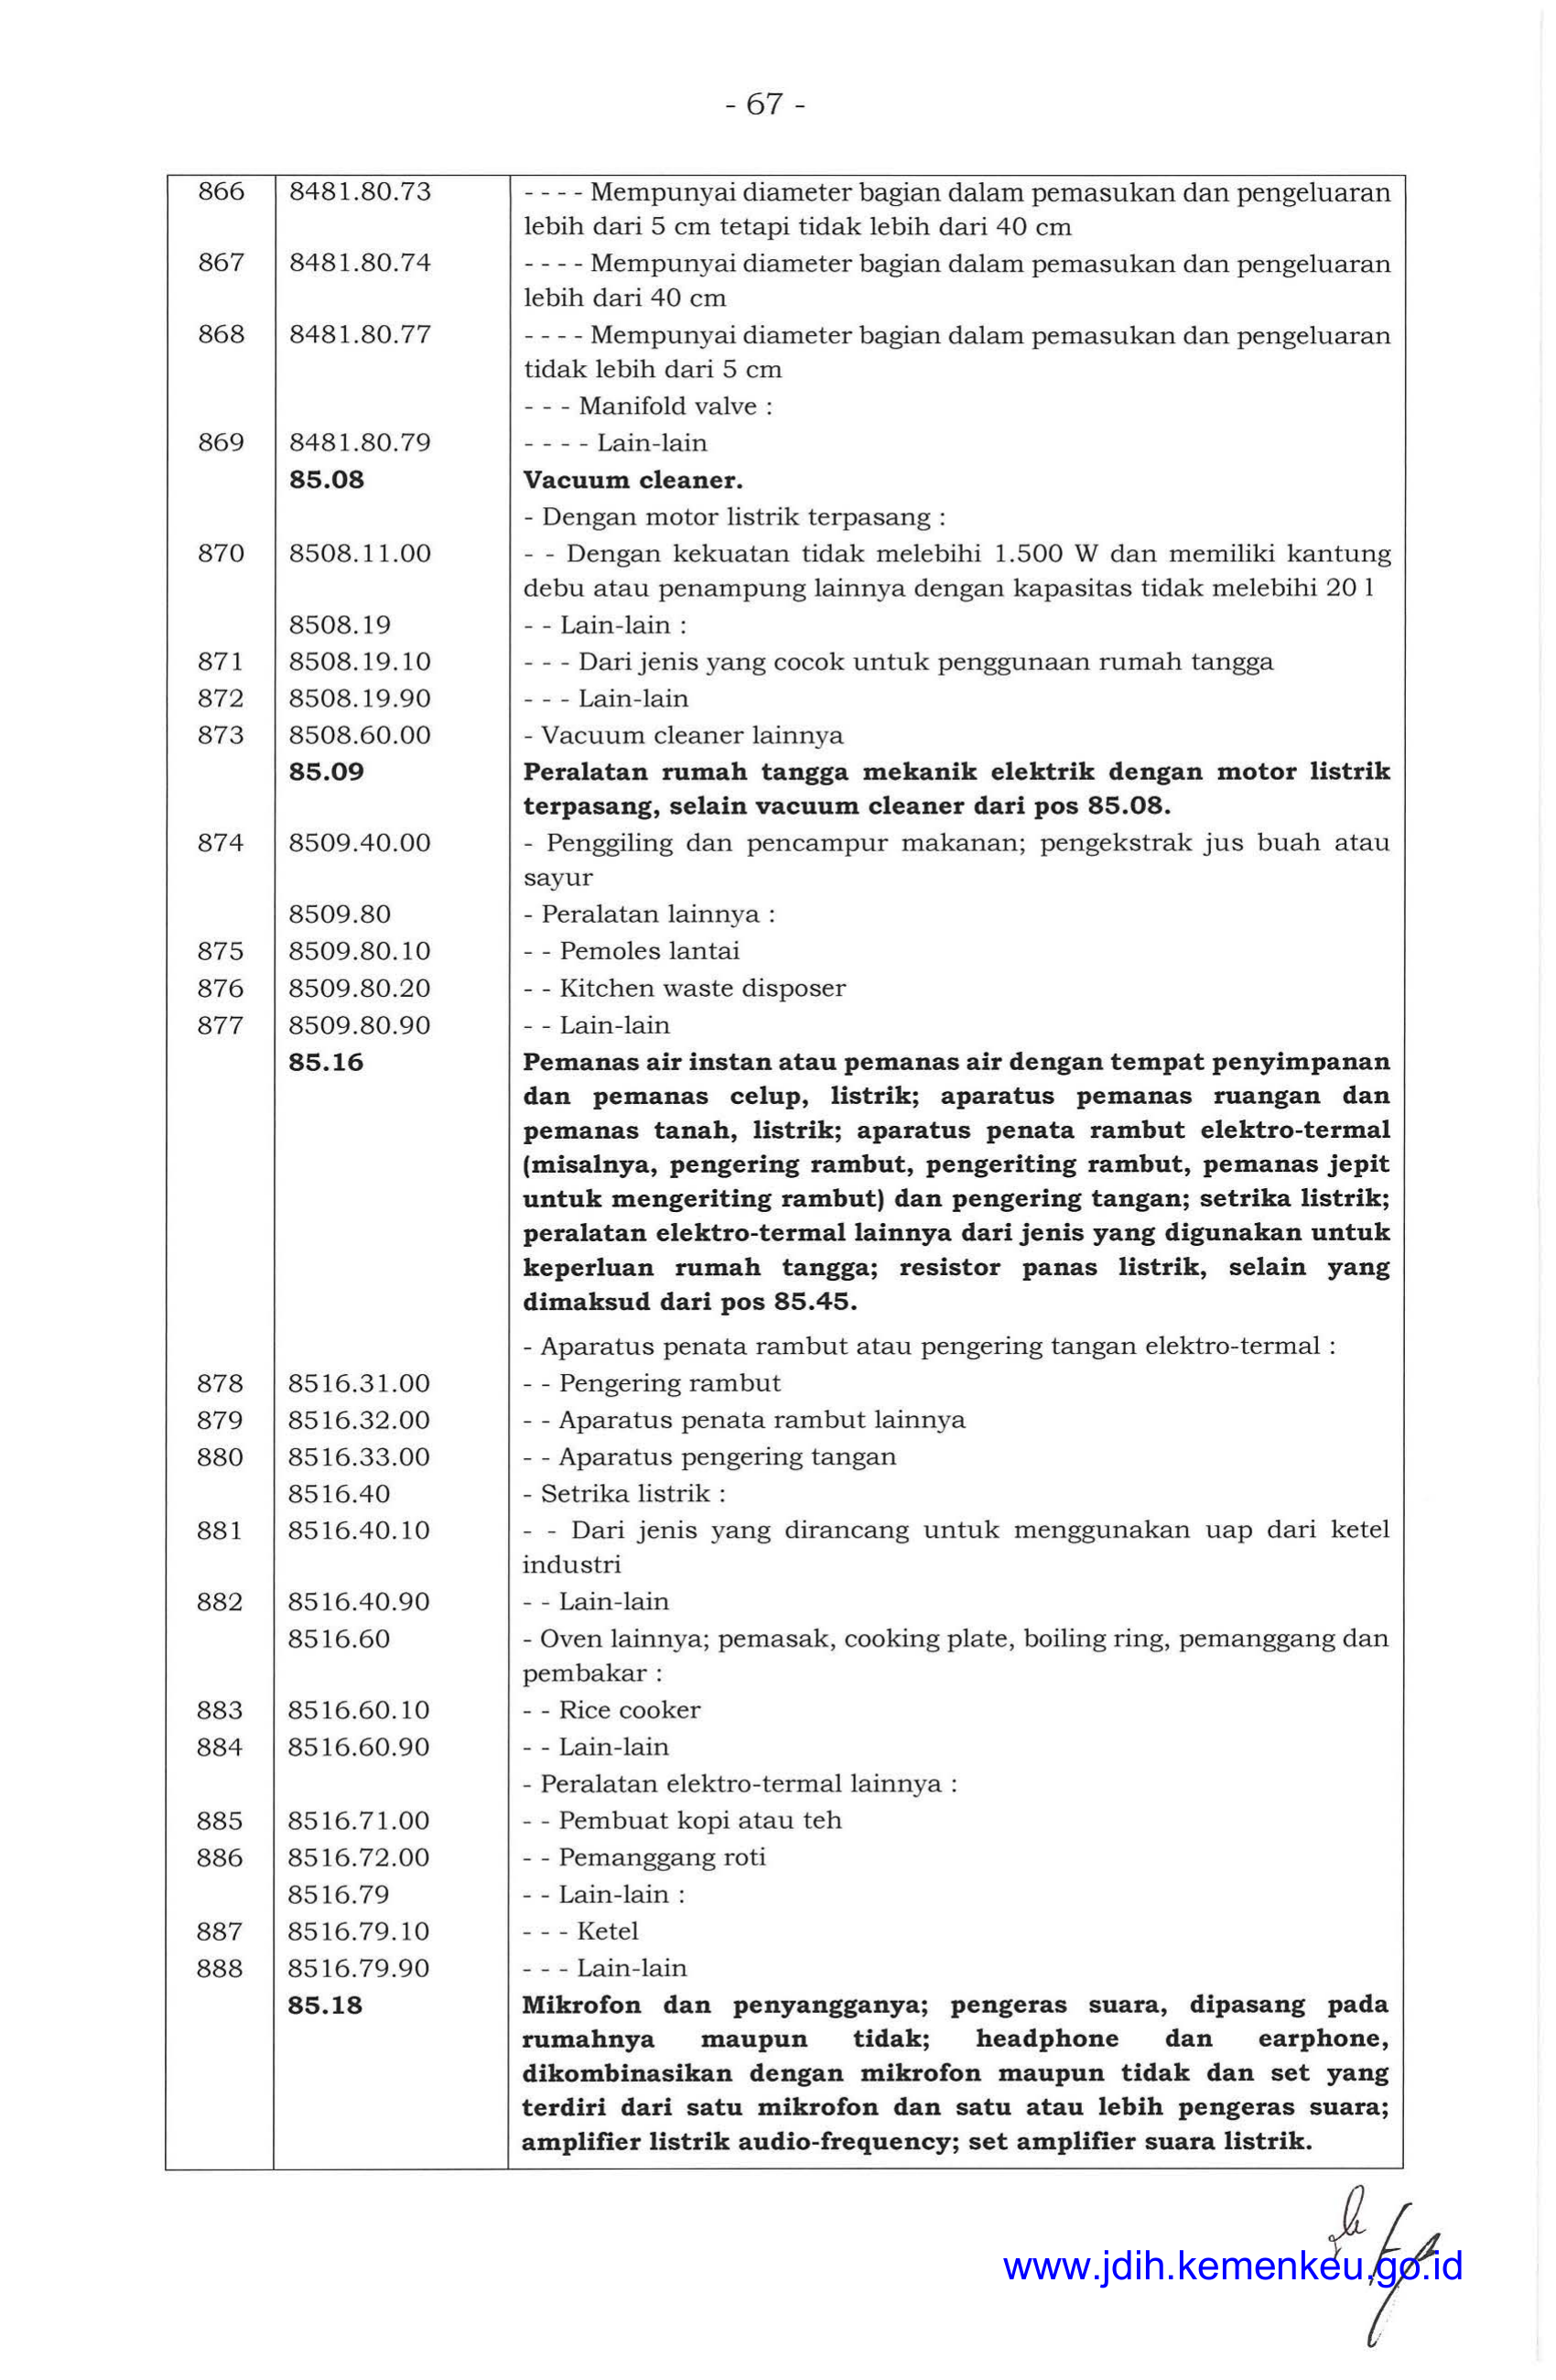 - 67 -
866 8481.80.73 - - - - Mempunyai diameter bagian dalam pemasukan dan pengeluaran
lebih dari 5 cm tetapi tidak lebih dari 40 cm
867 8481.80.74 - - - - Mempunyai diameter bagian dalam pemasukan dan pengeluaran
lebih dari 40 cm
868 8481.80.77 - - - - Mempunyai diameter bagian dalam pemasukan dan pengeluaran
tidak lebih dari 5 cm
- - - Manifold valve :
869 8481.80.79 - - - - Lain-lain
85.08 Vacuum cleaner.
- Dengan motor listrik terpasang :
870 8508.11.00 - - Dengan kekuatan tidak melebihi 1.500 W dan memiliki kantung
debu atau penampung lainnya dengan kapasitas tidak melebihi 20 l
8508.19 - - Lain-lain :
871 8508.19.10 - - - Dari jenis yang cocok untuk penggunaan rumah tangga
872 8508.19.90 - - - Lain-lain
873 8508.60.00 - Vacuum cleaner lainnya
85.09 Peralatan rumah tangga mekanik elektrik dengan motor listrik
terpasang, selain vacuum cleaner dari pos 85.08.
874 8509.40.00 - Penggiling dan pencampur makanan; pengekstrak jus buah atau
sayur
8509.80 - Peralatan lainnya :
875 8509.80.10 - - Pemoles lantai
876 8509.80.20 - - Kitchen waste disposer
877 8509.80.90 - - Lain-lain
85.16 Pemanas air instan atau pemanas air dengan tempat penyimpanan
dan pemanas celup, listrik; aparatus pemanas ruangan dan
pemanas tanah, listrik; aparatus penata rambut elektro-termal
(misalnya, pengering rambut, pengeriting rambut, pemanas jepit
untuk mengeriting rambut) dan pengering tangan; setrika listrik;
peralatan elektro-termal lainnya dari jenis yang digunakan untuk
keperluan rumah tangga; resistor panas listrik, selain yang
dimaksud dari pos 85.45.
- Aparatus penata rambut atau pengering tangan elektro-termal :
878 8516.31.00 - - Pengering rambut
879 8516.32.00 - - Aparatus penata rambut lainnya
880 8516.33.00 - - Aparatus pengering tangan
8516.40 - Setrika listrik :
881 8516.40.10 - - Dari jenis yang dirancang untuk menggunakan uap dari ketel
industri
882 8516.40.90 - - Lain-lain
8516.60 - Oven lainnya; pemasak, cooking plate, boiling ring, pemanggang dan
pembakar :
883 8516.60.10 - - Rice cooker
884 8516.60.90 - - Lain-lain
- Peralatan elektro-termal lainnya :
885 8516.71.00 - - Pembuat kopi atau teh
886 8516.72.00 - - Pemanggang roti
8516.79 - - Lain-lain :
887 8516.79.10 - - - Ketel
888 8516.79.90 - - - Lain-lain
85.18 Mikrofon dan penyangganya; pengeras suara, dipasang pada
rumahnya maupun tidak; headphone dan earphone,
dikombinasikan dengan mikrofon maupun tidak dan set yang
terdiri dari satu mikrofon dan satu atau lebih pengeras suara;
amplifier listrik audio-frequency; set amplifier suara listrik.
www.jdih.kemenkeu.go.id